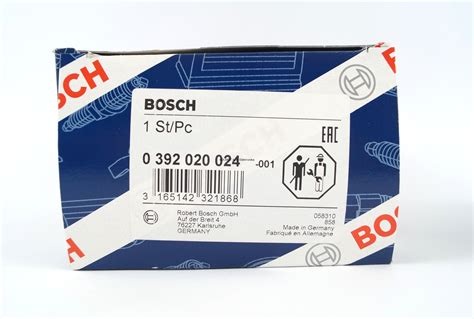 BOSCH
BOSCH
1 St/Pc
EAC
0 392 020 024 -001
3 165142 321868
Robert Bosch GmbH
Auf der Breit 4
76227 Karlsruhe
GERMANY
058310
858
Made in Germany
Fabriqué en Allemagne
BOSCH